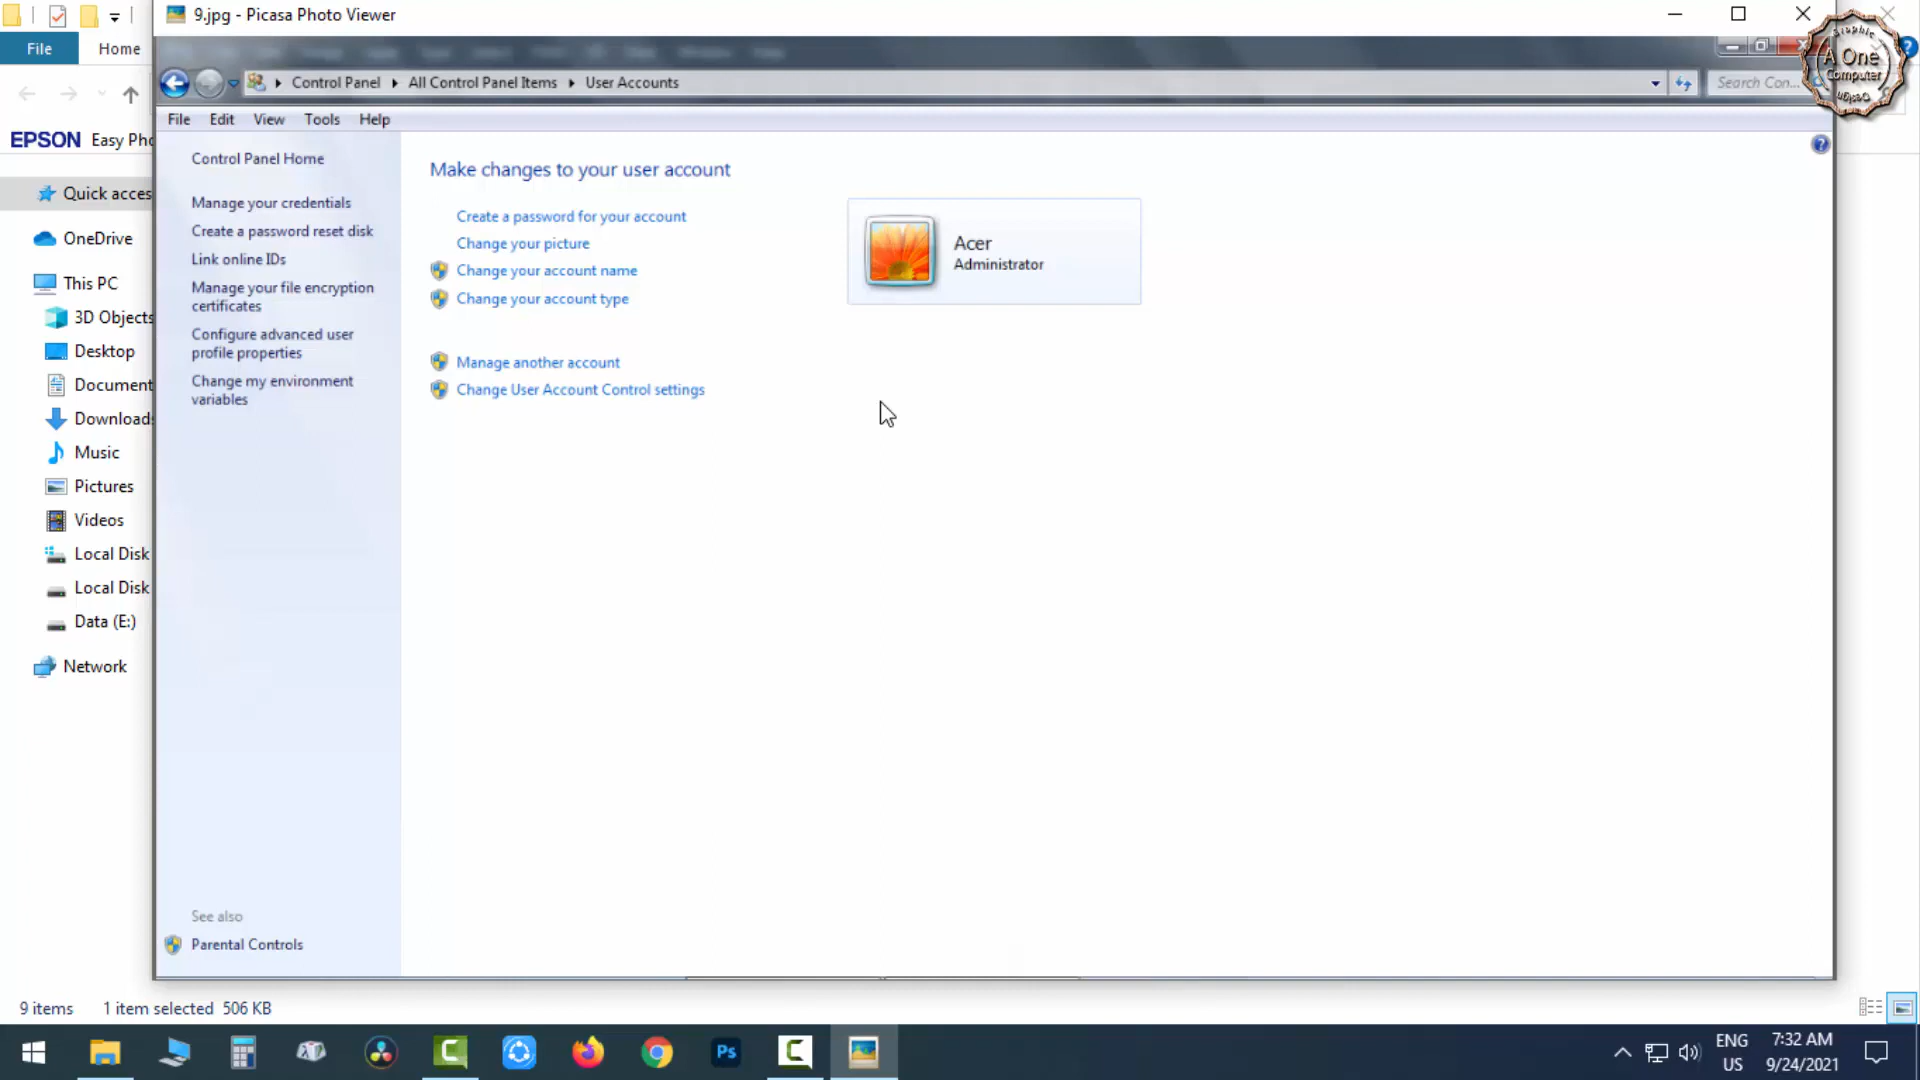 9.jpg - Picasa Photo Viewer
File
Home
Control Panel
All Control Panel Items
User Accounts
Search Con...
Graphic
A One
Computer
File
Edit
View
Tools
Help
EPSON
Easy Pho
Control Panel Home
Make changes to your user account
Quick acces
Manage your credentials
Create a password for your account
Create a password reset disk
Change your picture
Acer
OneDrive
Link online IDs
Change your account name
Administrator
This PC
Manage your file encryption
certificates
Change your account type
3D Objects
Configure advanced user
profile properties
Desktop
Manage another account
Change my environment
variables
Document
Change User Account Control settings
Downloads
Music
Pictures
Videos
Local Disk
Local Disk
Data (E:)
Network
See also
Parental Controls
9 items
1 item selected
506 KB
Ps
ENG
US
7:32 AM
9/24/2021